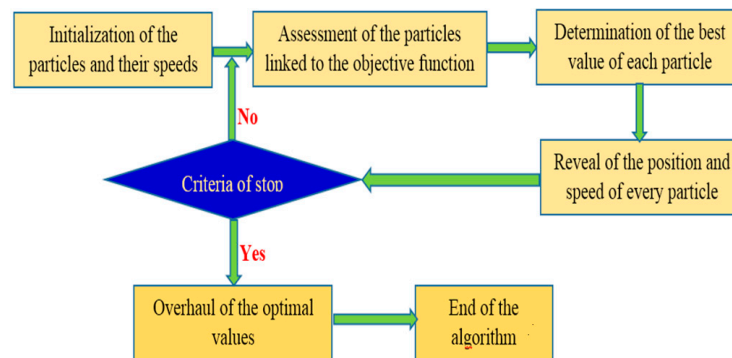 Initialization of the
particles and their speeds
Assessment of the particles
linked to the objective function
Determination of the best
value of each particle
Reveal of the position and
speed of every particle
Criteria of stop
No
Yes
Overhaul of the optimal
values
End of the
algorithm